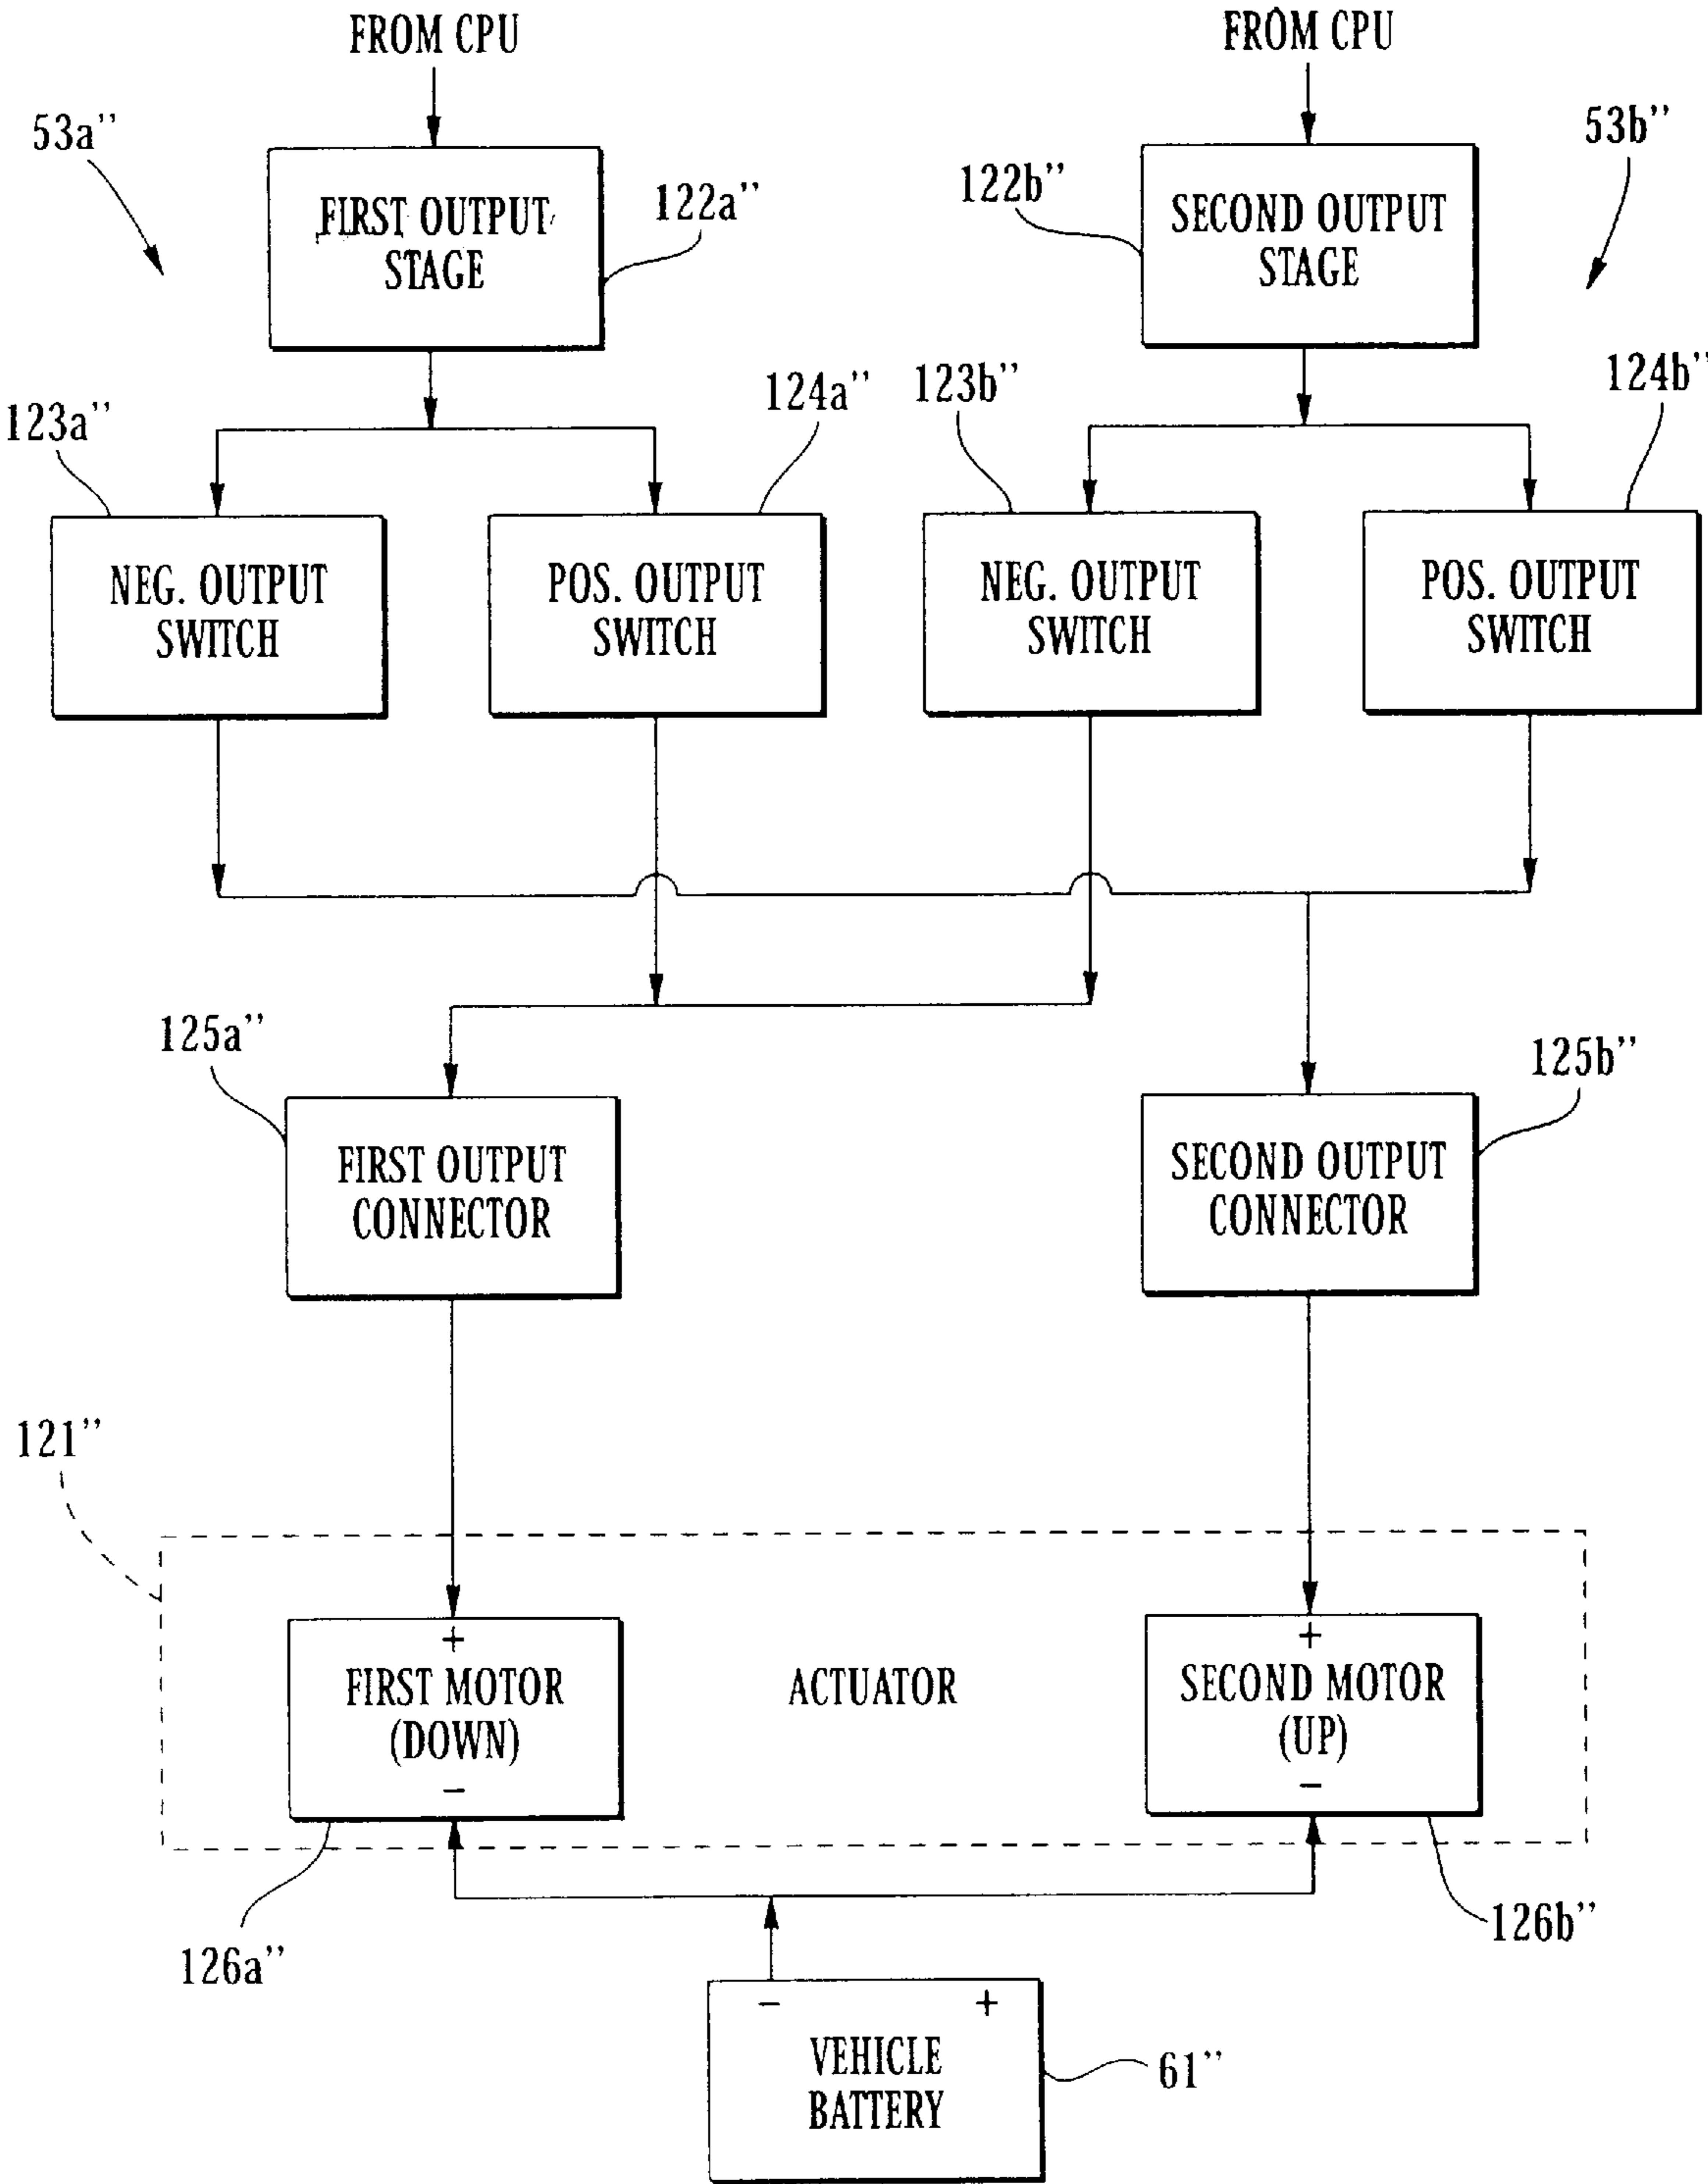 FROM CPU
FROM CPU
53a’’
53b’’
122a’’
122b’’
FIRST OUTPUT
STAGE
SECOND OUTPUT
STAGE
123a’’
124a’’
123b’’
124b’’
NEG. OUTPUT
SWITCH
POS. OUTPUT
SWITCH
NEG. OUTPUT
SWITCH
POS. OUTPUT
SWITCH
125a’’
125b’’
FIRST OUTPUT
CONNECTOR
SECOND OUTPUT
CONNECTOR
121’’
+
FIRST MOTOR
(DOWN)
–
ACTUATOR
+
SECOND MOTOR
(UP)
–
126a’’
126b’’
– +
VEHICLE
BATTERY
61’’